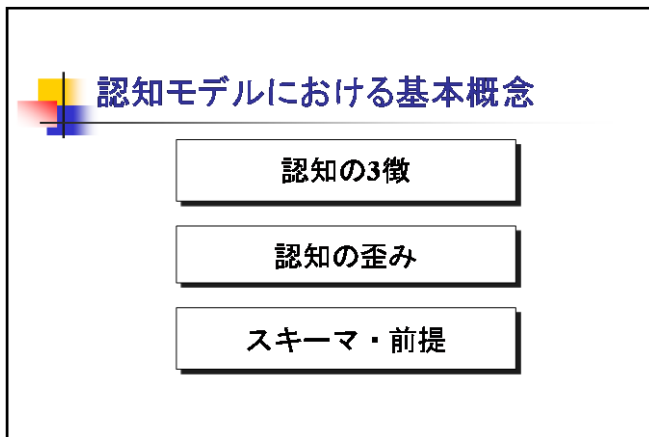 認知モデルにおける基本概念
認知の3徴
認知の歪み
スキーマ・前提